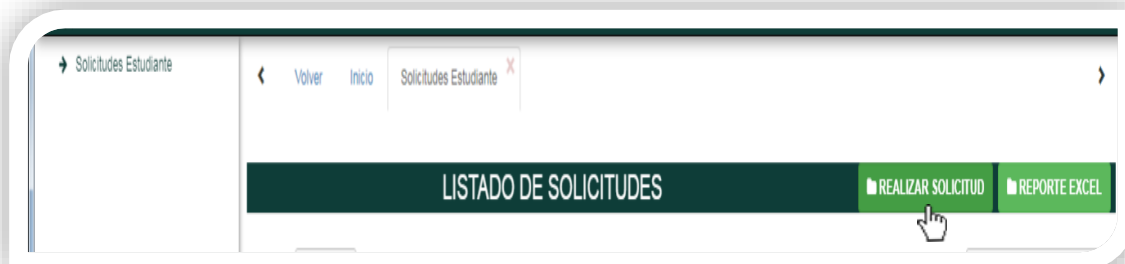 Solicitudes Estudiante
Volver Inicio Solicitudes Estudiante X
LISTADO DE SOLICITUDES REALIZAR SOLICITUD REPORTE EXCEL